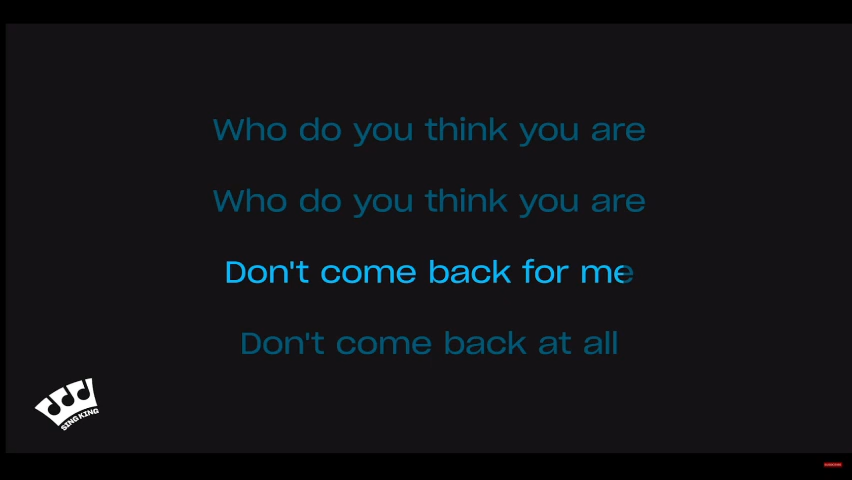 Who do you think you are
Who do you think you are
Don't come back for me
Don't come back at all
SING KING